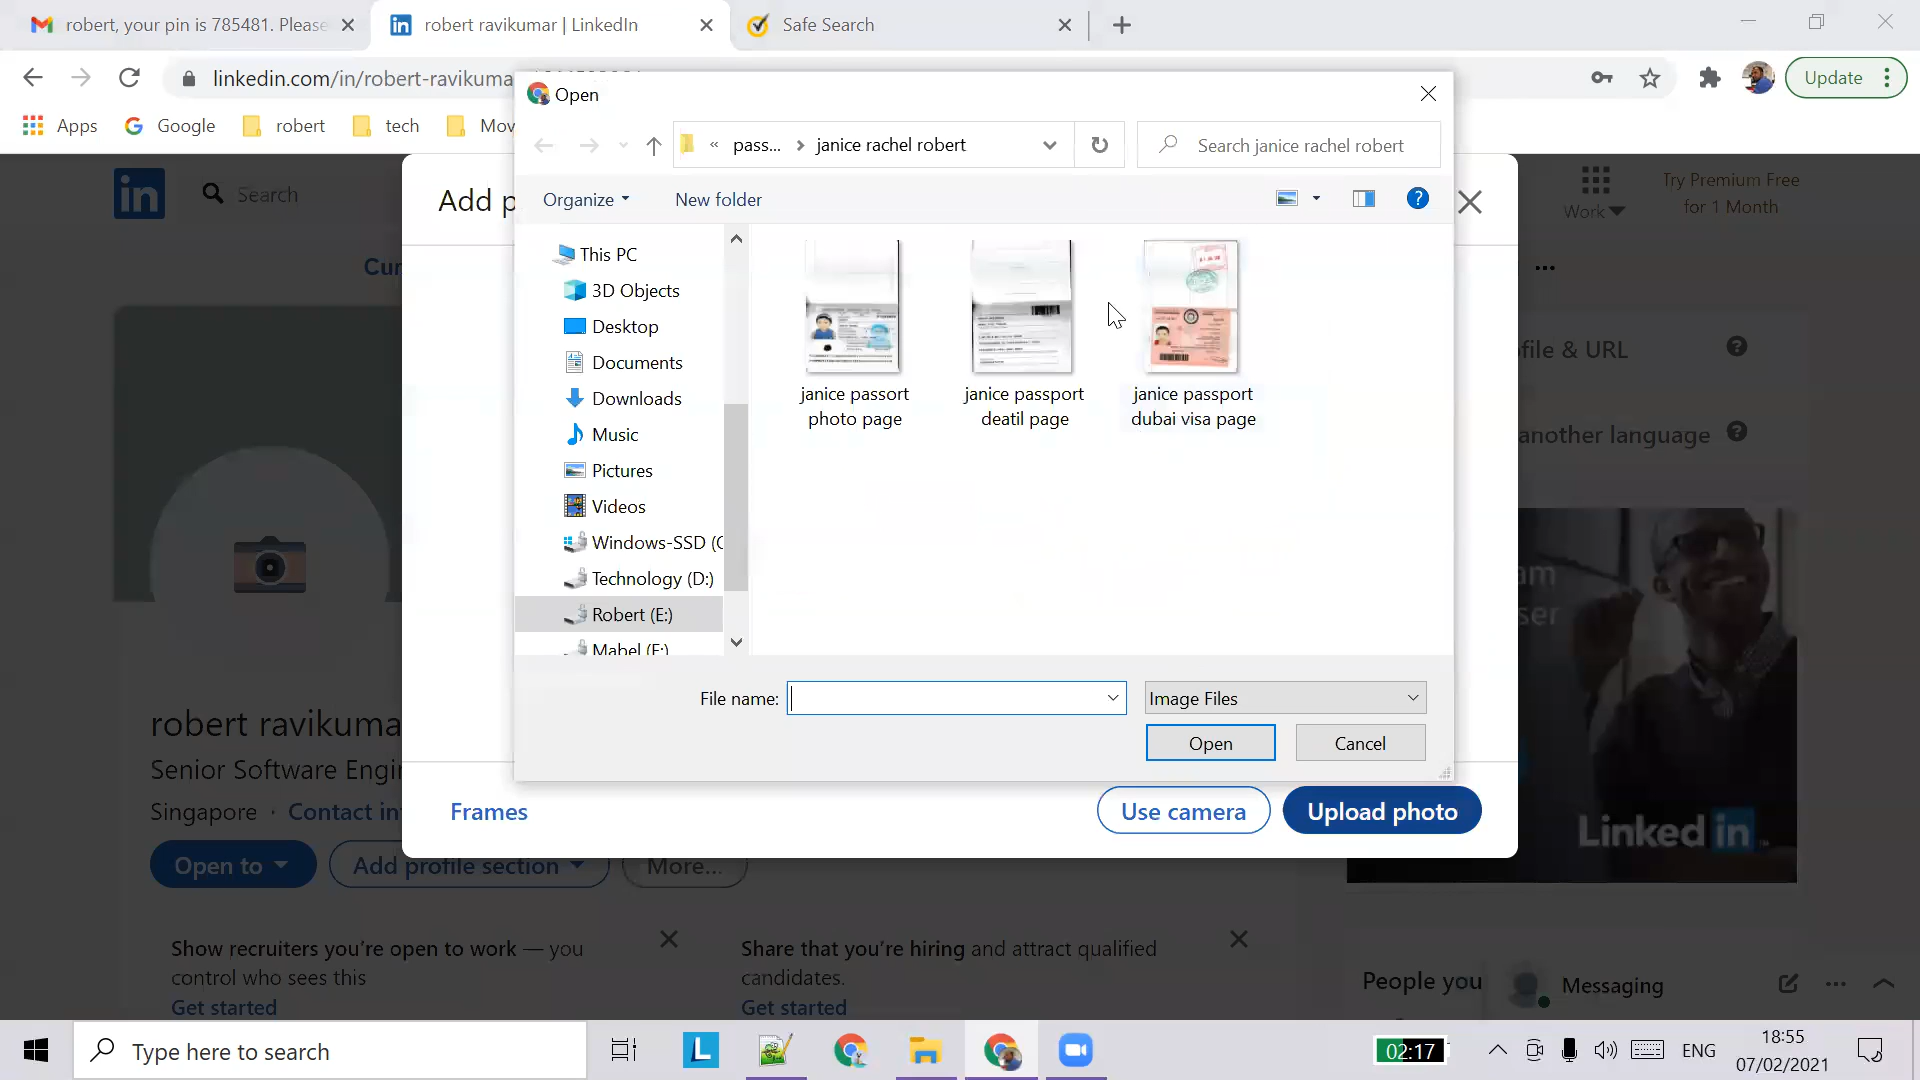 robert, your pin is 785481. Please
robert ravikumar | LinkedIn
Safe Search
linkedin.com/in/robert-ravikuma
Update
Apps
Google
robert
tech
Mov
Open
pass...
janice rachel robert
Search janice rachel robert
Organize
New folder
This PC
3D Objects
Desktop
Documents
Downloads
Music
Pictures
Videos
Windows-SSD (C
Technology (D:)
Robert (E:)
Mabel (F:)
janice passort
photo page
janice passport
deatil page
janice passport
dubai visa page
File name:
Image Files
Open
Cancel
in
Search
Add p
Work
Try Premium Free
for 1 Month
Cur
ofile & URL
another language
am
ser
Linked in
robert ravikuma
Senior Software Engi
Singapore · Contact in
Frames
Use camera
Upload photo
Open to
Add profile section
More...
Show recruiters you're open to work — you
control who sees this
Get started
Share that you're hiring and attract qualified
candidates.
Get started
People you
Messaging
Type here to search
L
02:17
ENG
18:55
07/02/2021